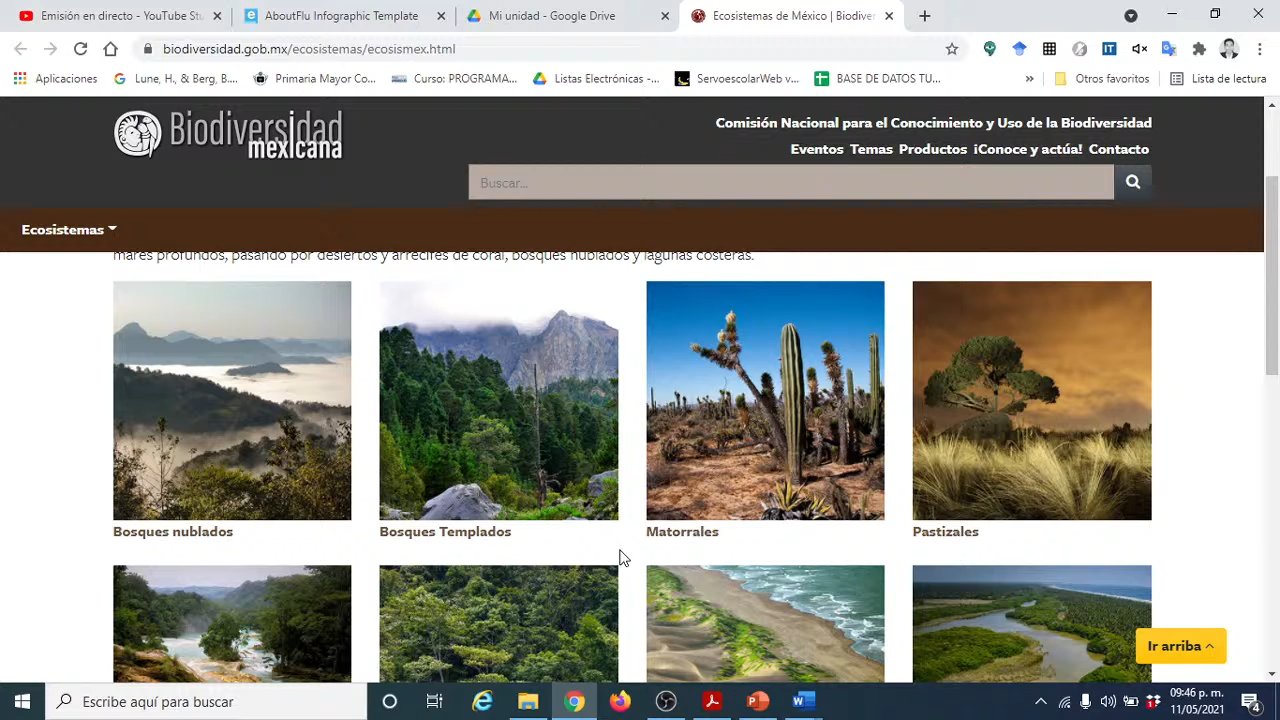 Emisión en directo - YouTube Stu
AboutFlu Infographic Template
Mi unidad - Google Drive
Ecosistemas de México | Biodiver
biodiversidad.gob.mx/ecosistemas/ecosismex.html
Aplicaciones
Lune, H., & Berg, B....
Primaria Mayor Co...
Curso: PROGRAMA...
Listas Electrónicas -...
ServiescolarWeb v...
BASE DE DATOS TU...
»
Otros favoritos
Lista de lectura
Biodiversidad
mexicana
Comisión Nacional para el Conocimiento y Uso de la Biodiversidad
Eventos Temas Productos ¡Conoce y actúa! Contacto
Buscar...
Ecosistemas
mares profundos, pasando por desiertos y arrecifes de coral, bosques nublados y lagunas costeras.
Bosques nublados
Bosques Templados
Matorrales
Pastizales
Ir arriba
Escribe aquí para buscar
09:46 p. m.
11/05/2021